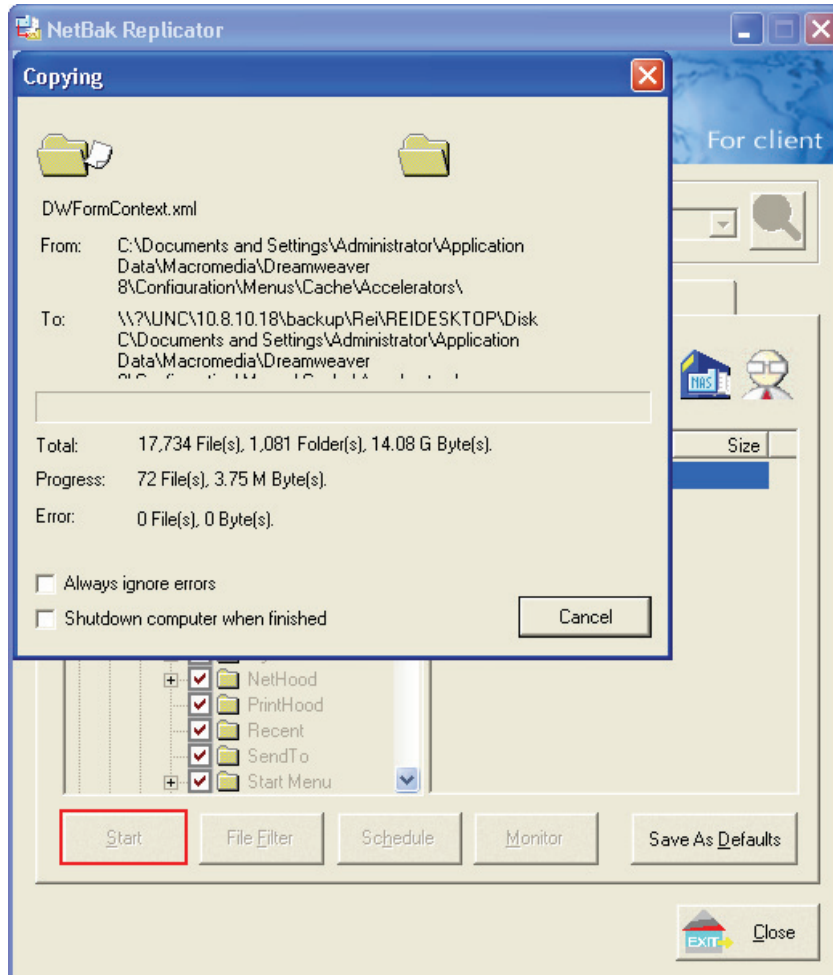 NetBak Replicator
Copying
For client
DWFormContext.xml
From: C:\Documents and Settings\Administrator\Application
Data\Macromedia\Dreamweaver
8\Configuration\Menus\Cache\Accelerators\
To: \\?\UNC\10.8.10.18\backup\Rei\REIDESKTOP\Disk
C\Documents and Settings\Administrator\Application
Data\Macromedia\Dreamweaver
NAS
Total: 17,734 File(s), 1,081 Folder(s), 14.08 G Byte(s).
Size
Progress: 72 File(s), 3.75 M Byte(s).
Error: 0 File(s), 0 Byte(s).
Always ignore errors
Shutdown computer when finished
Cancel
NetHood
PrintHood
Recent
SendTo
Start Menu
Start
File Filter
Schedule
Monitor
Save As Defaults
EXIT
Close